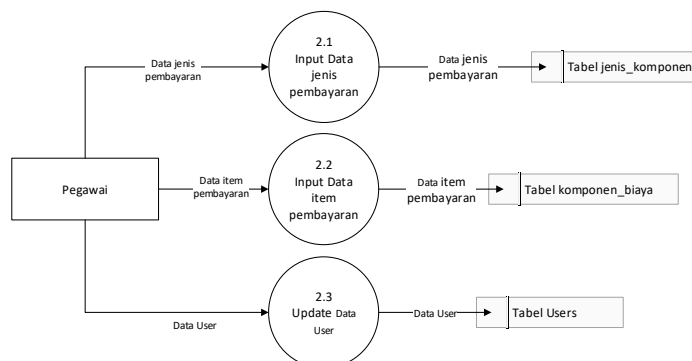 2.1
Input Data
jenis
pembayaran
Data jenis
pembayaran
Data jenis
pembayaran
Tabel jenis_komponen
Pegawai
Data item
pembayaran
2.2
Input Data
item
pembayaran
Data item
pembayaran
Tabel komponen_biaya
Data User
2.3
Update Data
User
Data User
Tabel Users